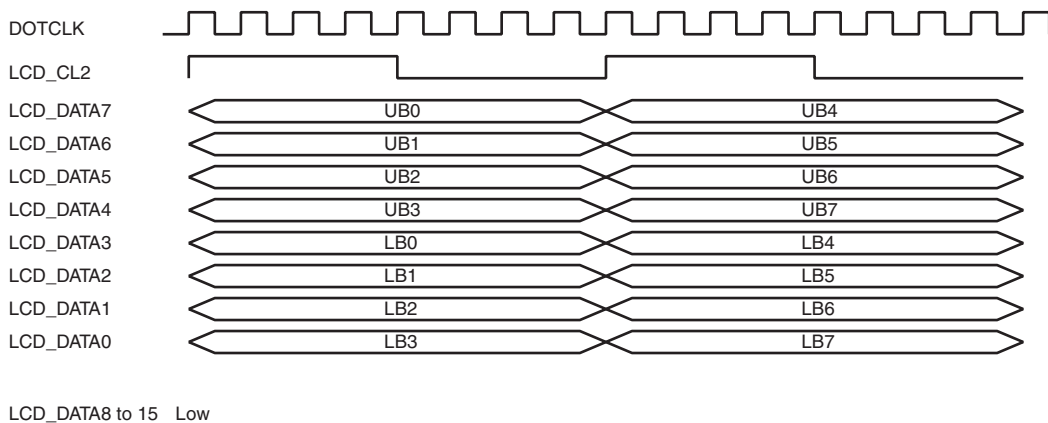 DOTCLK
LCD_CL2
LCD_DATA7 UB0 UB4
LCD_DATA6 UB1 UB5
LCD_DATA5 UB2 UB6
LCD_DATA4 UB3 UB7
LCD_DATA3 LB0 LB4
LCD_DATA2 LB1 LB5
LCD_DATA1 LB2 LB6
LCD_DATA0 LB3 LB7
LCD_DATA8 to 15 Low